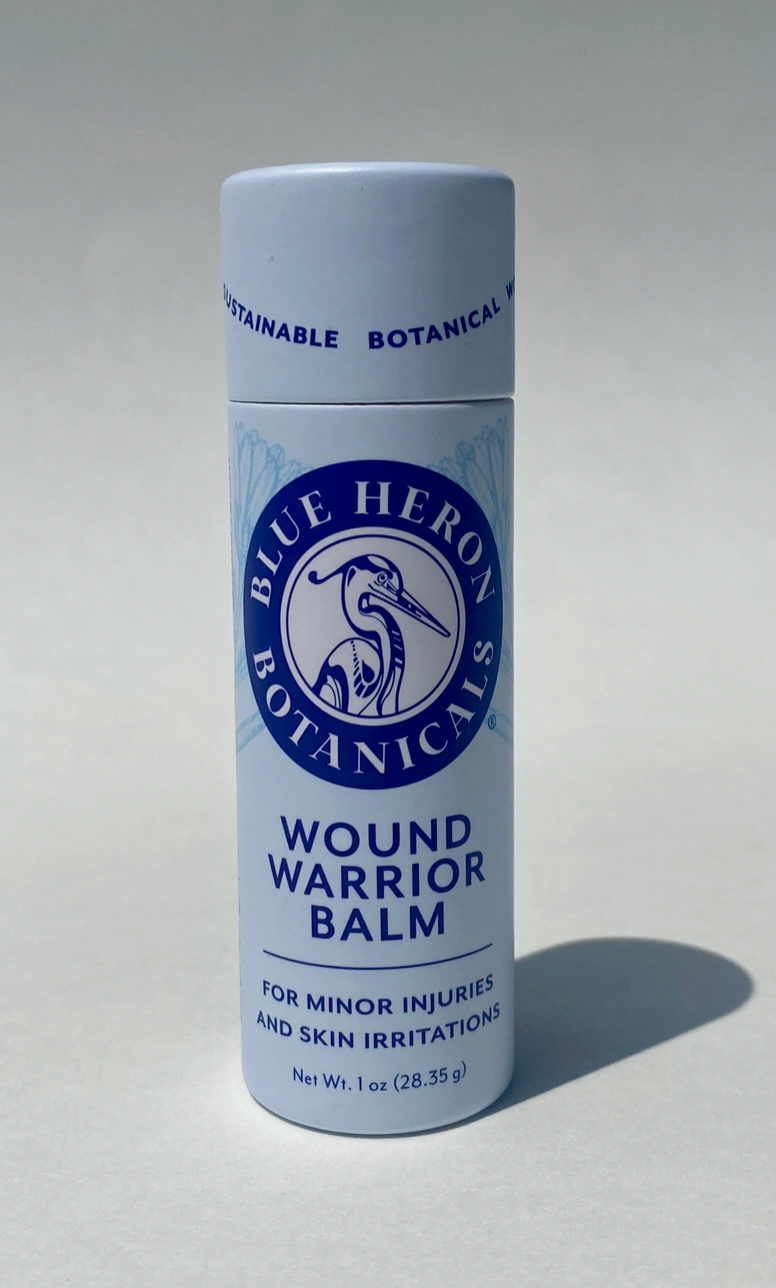 SUSTAINABLE BOTANICAL
BLUE HERON
BOTANICALS
®
WOUND
WARRIOR
BALM
FOR MINOR INJURIES
AND SKIN IRRITATIONS
Net Wt. 1 oz (28.35 g)